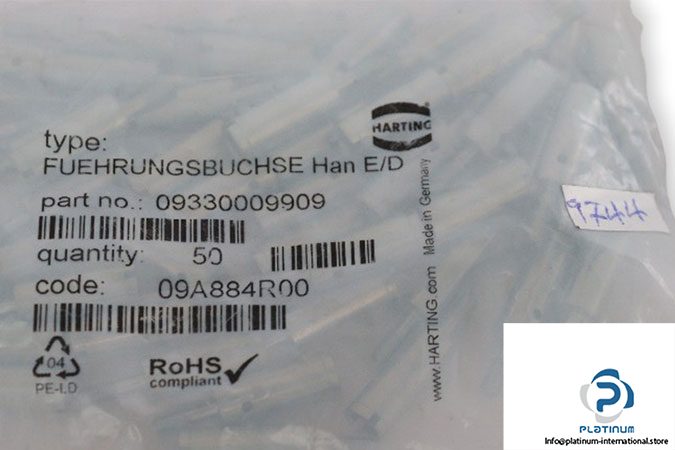 HARTING
type:
FUEHRUNGSBUCHSE Han E/D
part no.: 09330009909
quantity: 50
code: 09A884R00
04
PE-LD
RoHS
compliant
www.HARTING.com Made in Germany
9744
PLATINUM
Info@platinum-international.store